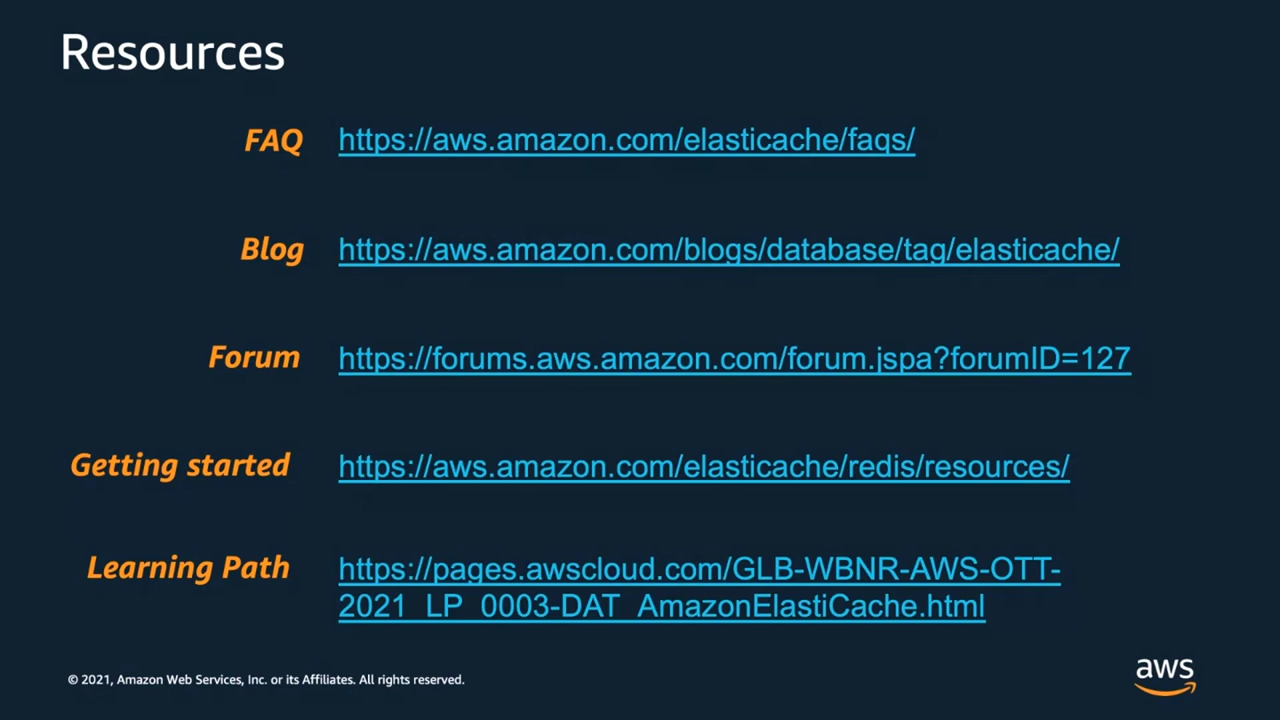 Resources
FAQ https://aws.amazon.com/elasticache/faqs/
Blog https://aws.amazon.com/blogs/database/tag/elasticache/
Forum https://forums.aws.amazon.com/forum.jspa?forumID=127
Getting started https://aws.amazon.com/elasticache/redis/resources/
Learning Path https://pages.awscloud.com/GLB-WBNR-AWS-OTT-
2021_LP_0003-DAT_AmazonElastiCache.html
© 2021, Amazon Web Services, Inc. or its Affiliates. All rights reserved.
aws